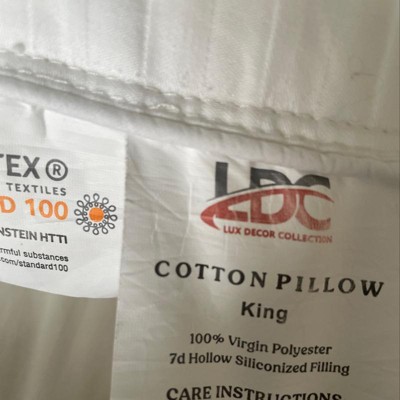 TEX®
TEXTILES
D 100
NSTEIN HTTI
rmful substances
.com/standard100
LDC
LUX DECOR COLLECTION
COTTON PILLOW
King
100% Virgin Polyester
7d Hollow Siliconized Filling
CARE INSTRUCTIONS